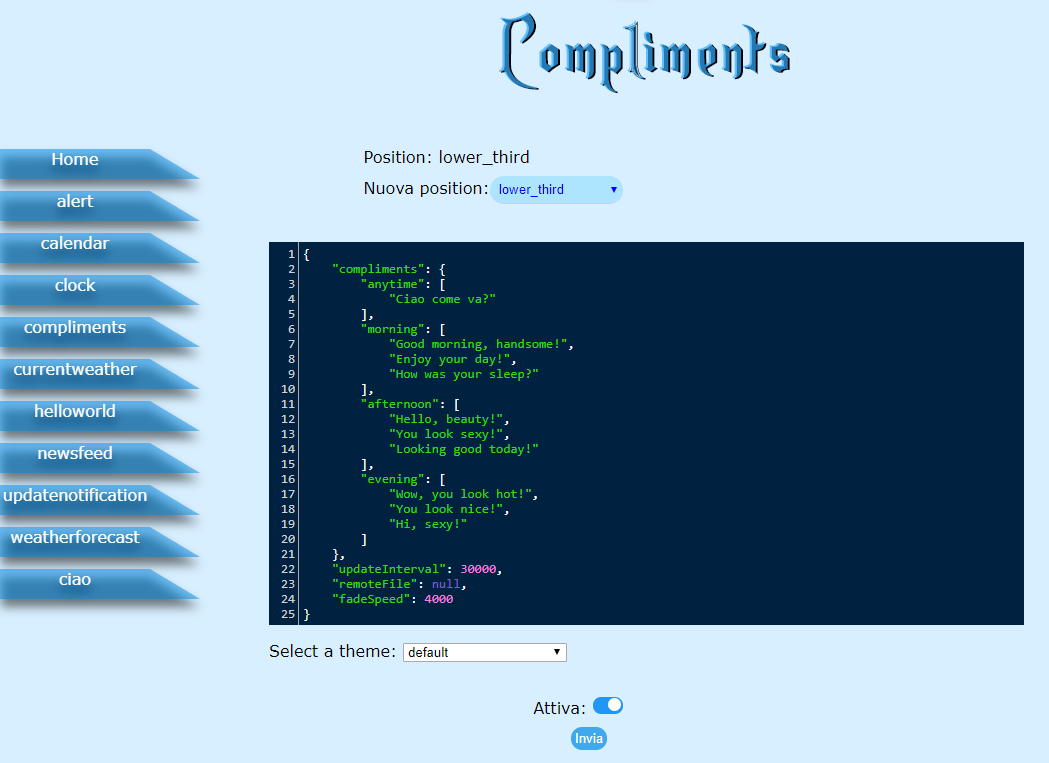 Compliments
Home
alert
calendar
clock
compliments
currentweather
helloworld
newsfeed
updatenotification
weatherforecast
ciao
Position: lower_third
Nuova position: lower_third
1 {
2     "compliments": {
3         "anytime": [
4             "Ciao come va?"
5         ],
6         "morning": [
7             "Good morning, handsome!",
8             "Enjoy your day!",
9             "How was your sleep?"
10         ],
11         "afternoon": [
12             "Hello, beauty!",
13             "You look sexy!",
14             "Looking good today!"
15         ],
16         "evening": [
17             "Wow, you look hot!",
18             "You look nice!",
19             "Hi, sexy!"
20         ]
21     },
22     "updateInterval": 30000,
23     "remoteFile": null,
24     "fadeSpeed": 4000
25 }
Select a theme: default
Attiva:
Invia